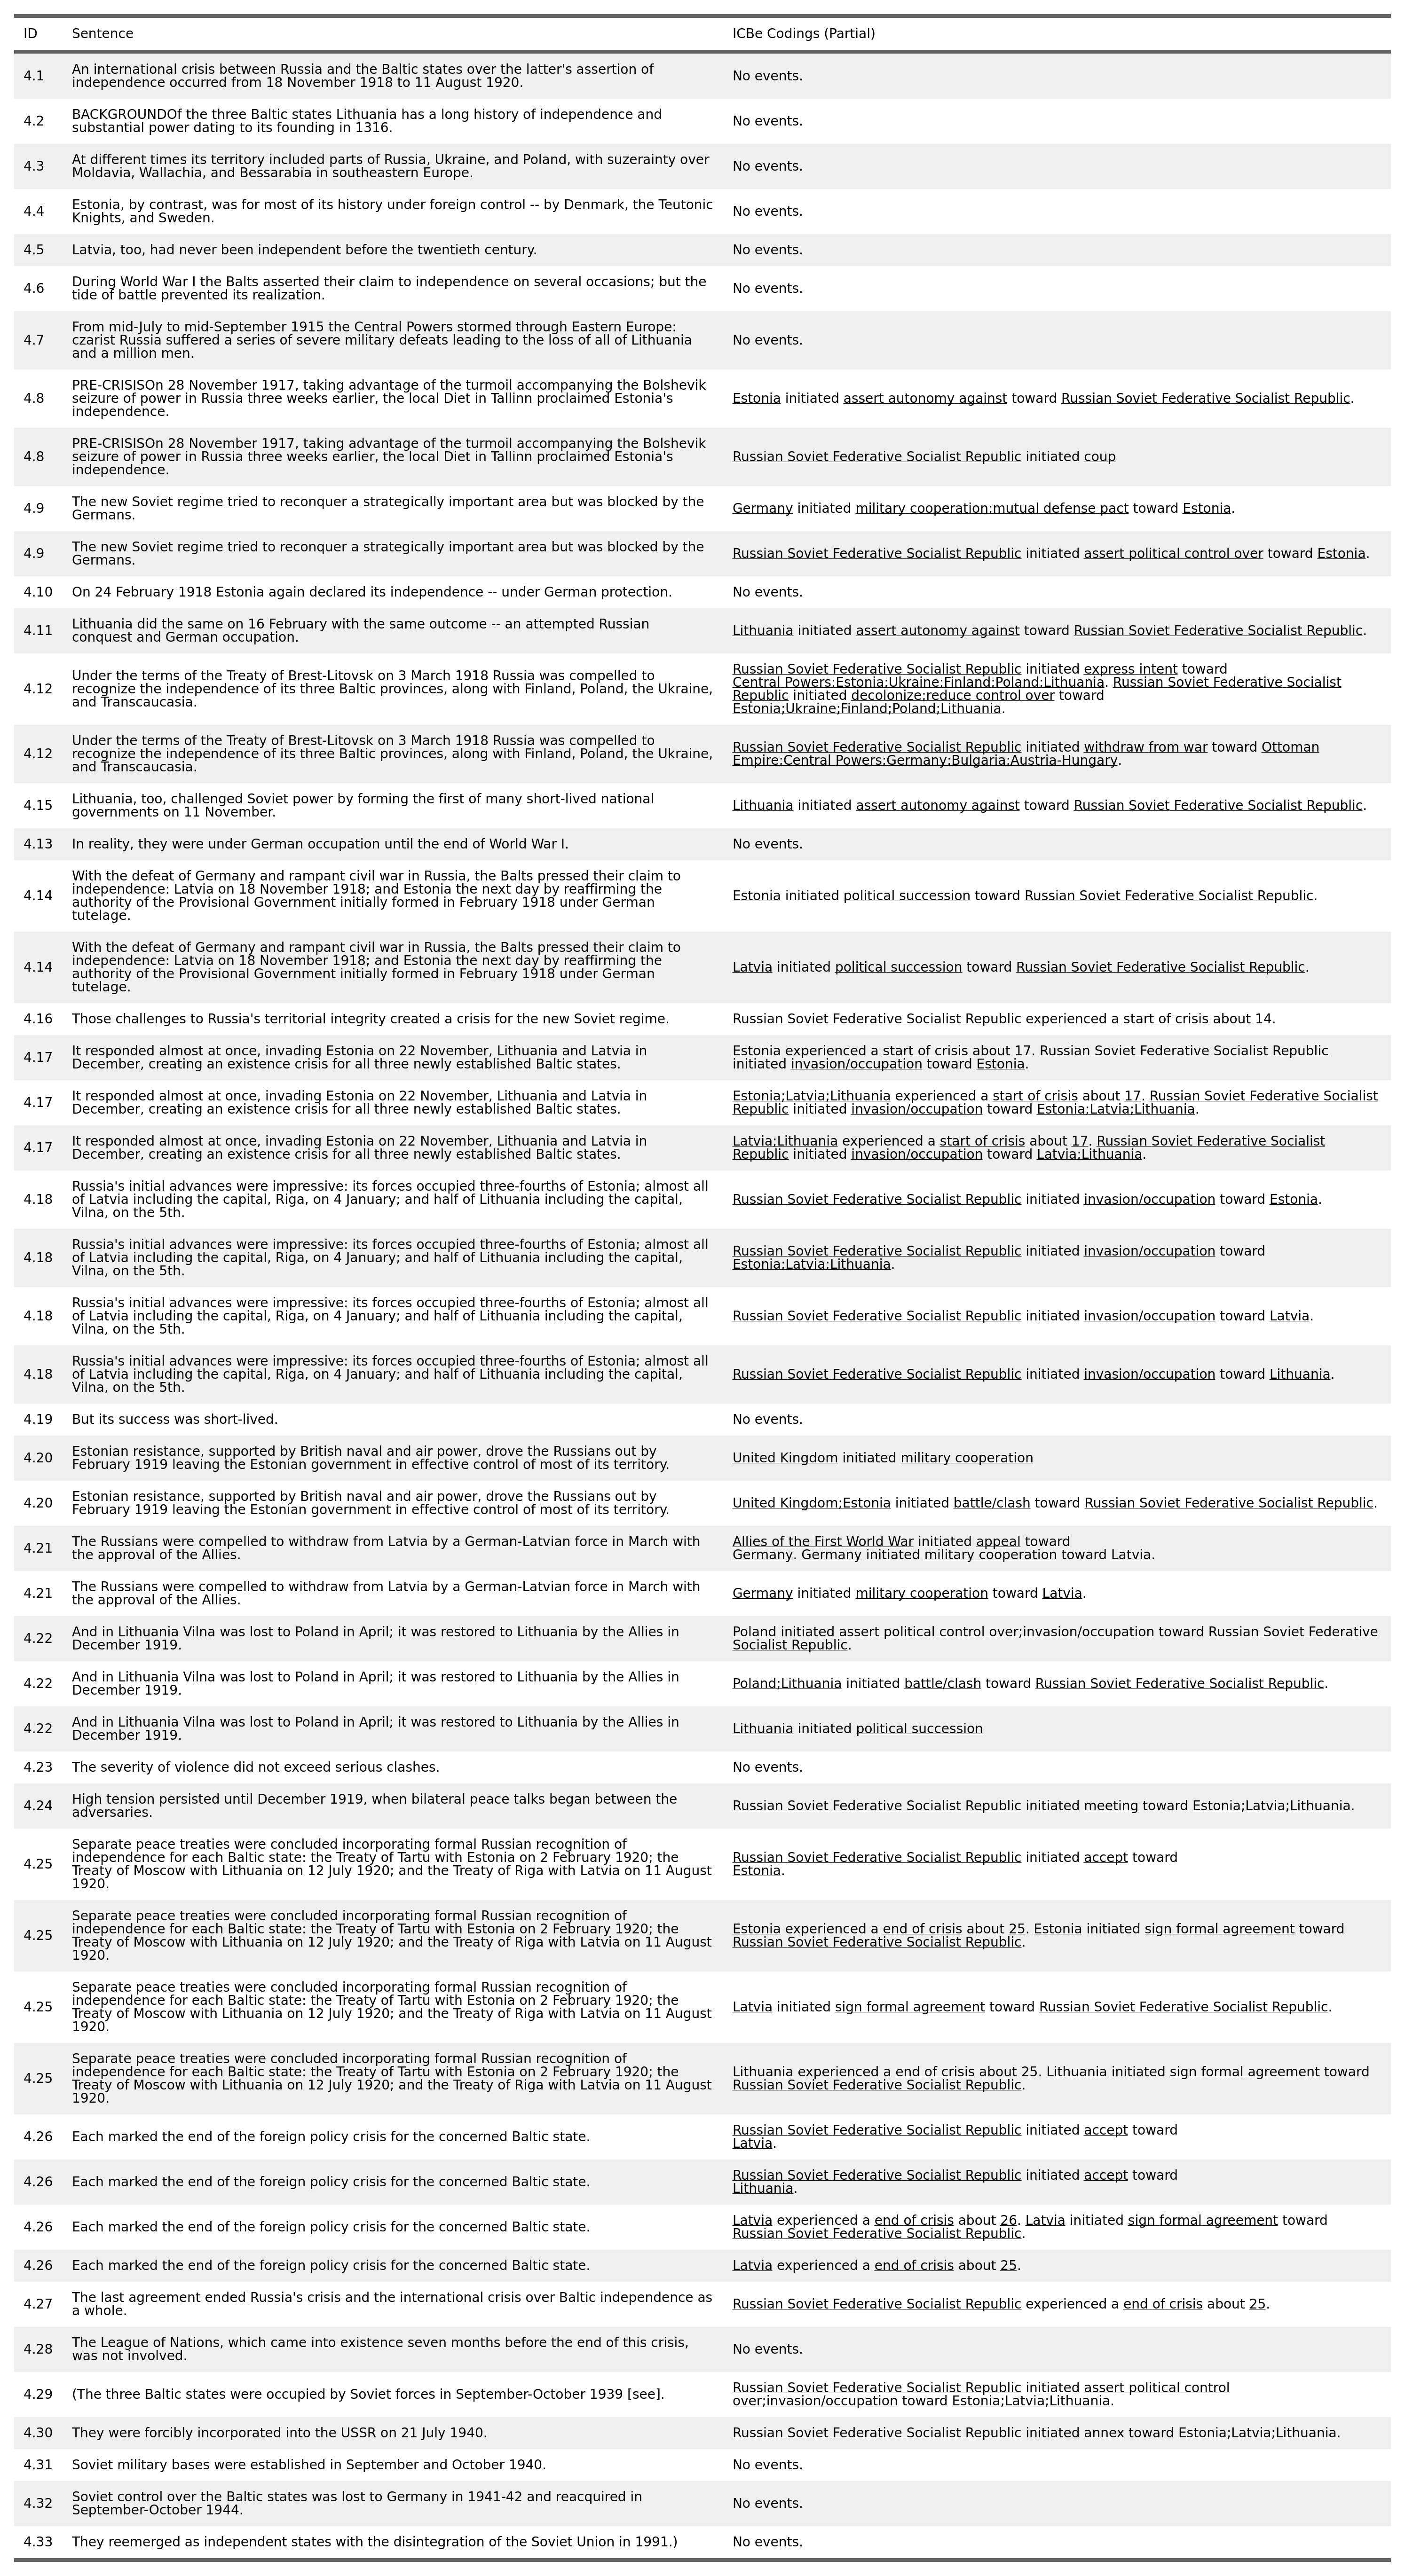 ID Sentence ICBe Codings (Partial)
4.1 An international crisis between Russia and the Baltic states over the latter's assertion of
independence occurred from 18 November 1918 to 11 August 1920. No events.
4.2 BACKGROUNDOf the three Baltic states Lithuania has a long history of independence and
substantial power dating to its founding in 1316. No events.
4.3 At different times its territory included parts of Russia, Ukraine, and Poland, with suzerainty over
Moldavia, Wallachia, and Bessarabia in southeastern Europe. No events.
4.4 Estonia, by contrast, was for most of its history under foreign control -- by Denmark, the Teutonic
Knights, and Sweden. No events.
4.5 Latvia, too, had never been independent before the twentieth century. No events.
4.6 During World War I the Balts asserted their claim to independence on several occasions; but the
tide of battle prevented its realization. No events.
4.7 From mid-July to mid-September 1915 the Central Powers stormed through Eastern Europe:
czarist Russia suffered a series of severe military defeats leading to the loss of all of Lithuania
and a million men. No events.
4.8 PRE-CRISISOn 28 November 1917, taking advantage of the turmoil accompanying the Bolshevik
seizure of power in Russia three weeks earlier, the local Diet in Tallinn proclaimed Estonia's
independence.
Estonia initiated assert autonomy against toward Russian Soviet Federative Socialist Republic.
4.8 PRE-CRISISOn 28 November 1917, taking advantage of the turmoil accompanying the Bolshevik
seizure of power in Russia three weeks earlier, the local Diet in Tallinn proclaimed Estonia's
independence.
Russian Soviet Federative Socialist Republic initiated coup
4.9 The new Soviet regime tried to reconquer a strategically important area but was blocked by the
Germans.
Germany initiated military cooperation;mutual defense pact toward Estonia.
4.9 The new Soviet regime tried to reconquer a strategically important area but was blocked by the
Germans.
Russian Soviet Federative Socialist Republic initiated assert political control over toward Estonia.
4.10 On 24 February 1918 Estonia again declared its independence -- under German protection. No events.
4.11 Lithuania did the same on 16 February with the same outcome -- an attempted Russian
conquest and German occupation.
Lithuania initiated assert autonomy against toward Russian Soviet Federative Socialist Republic.
4.12 Under the terms of the Treaty of Brest-Litovsk on 3 March 1918 Russia was compelled to
recognize the independence of its three Baltic provinces, along with Finland, Poland, the Ukraine,
and Transcaucasia.
Russian Soviet Federative Socialist Republic initiated express intent toward
Central Powers;Estonia;Ukraine;Finland;Poland;Lithuania. Russian Soviet Federative Socialist
Republic initiated decolonize;reduce control over toward
Estonia;Ukraine;Finland;Poland;Lithuania.
4.12 Under the terms of the Treaty of Brest-Litovsk on 3 March 1918 Russia was compelled to
recognize the independence of its three Baltic provinces, along with Finland, Poland, the Ukraine,
and Transcaucasia.
Russian Soviet Federative Socialist Republic initiated withdraw from war toward Ottoman
Empire;Central Powers;Germany;Bulgaria;Austria-Hungary.
4.15 Lithuania, too, challenged Soviet power by forming the first of many short-lived national
governments on 11 November.
Lithuania initiated assert autonomy against toward Russian Soviet Federative Socialist Republic.
4.13 In reality, they were under German occupation until the end of World War I. No events.
4.14 With the defeat of Germany and rampant civil war in Russia, the Balts pressed their claim to
independence: Latvia on 18 November 1918; and Estonia the next day by reaffirming the
authority of the Provisional Government initially formed in February 1918 under German
tutelage.
Estonia initiated political succession toward Russian Soviet Federative Socialist Republic.
4.14 With the defeat of Germany and rampant civil war in Russia, the Balts pressed their claim to
independence: Latvia on 18 November 1918; and Estonia the next day by reaffirming the
authority of the Provisional Government initially formed in February 1918 under German
tutelage.
Latvia initiated political succession toward Russian Soviet Federative Socialist Republic.
4.16 Those challenges to Russia's territorial integrity created a crisis for the new Soviet regime. Russian Soviet Federative Socialist Republic experienced a start of crisis about 14.
4.17 It responded almost at once, invading Estonia on 22 November, Lithuania and Latvia in
December, creating an existence crisis for all three newly established Baltic states.
Estonia experienced a start of crisis about 17. Russian Soviet Federative Socialist Republic
initiated invasion/occupation toward Estonia.
4.17 It responded almost at once, invading Estonia on 22 November, Lithuania and Latvia in
December, creating an existence crisis for all three newly established Baltic states.
Estonia;Latvia;Lithuania experienced a start of crisis about 17. Russian Soviet Federative Socialist
Republic initiated invasion/occupation toward Estonia;Latvia;Lithuania.
4.17 It responded almost at once, invading Estonia on 22 November, Lithuania and Latvia in
December, creating an existence crisis for all three newly established Baltic states.
Latvia;Lithuania experienced a start of crisis about 17. Russian Soviet Federative Socialist
Republic initiated invasion/occupation toward Latvia;Lithuania.
4.18 Russia's initial advances were impressive: its forces occupied three-fourths of Estonia; almost all
of Latvia including the capital, Riga, on 4 January; and half of Lithuania including the capital,
Vilna, on the 5th.
Russian Soviet Federative Socialist Republic initiated invasion/occupation toward Estonia.
4.18 Russia's initial advances were impressive: its forces occupied three-fourths of Estonia; almost all
of Latvia including the capital, Riga, on 4 January; and half of Lithuania including the capital,
Vilna, on the 5th.
Russian Soviet Federative Socialist Republic initiated invasion/occupation toward
Estonia;Latvia;Lithuania.
4.18 Russia's initial advances were impressive: its forces occupied three-fourths of Estonia; almost all
of Latvia including the capital, Riga, on 4 January; and half of Lithuania including the capital,
Vilna, on the 5th.
Russian Soviet Federative Socialist Republic initiated invasion/occupation toward Latvia.
4.18 Russia's initial advances were impressive: its forces occupied three-fourths of Estonia; almost all
of Latvia including the capital, Riga, on 4 January; and half of Lithuania including the capital,
Vilna, on the 5th.
Russian Soviet Federative Socialist Republic initiated invasion/occupation toward Lithuania.
4.19 But its success was short-lived. No events.
4.20 Estonian resistance, supported by British naval and air power, drove the Russians out by
February 1919 leaving the Estonian government in effective control of most of its territory.
United Kingdom initiated military cooperation
4.20 Estonian resistance, supported by British naval and air power, drove the Russians out by
February 1919 leaving the Estonian government in effective control of most of its territory.
United Kingdom;Estonia initiated battle/clash toward Russian Soviet Federative Socialist Republic.
4.21 The Russians were compelled to withdraw from Latvia by a German-Latvian force in March with
the approval of the Allies.
Allies of the First World War initiated appeal toward
Germany. Germany initiated military cooperation toward Latvia.
4.21 The Russians were compelled to withdraw from Latvia by a German-Latvian force in March with
the approval of the Allies.
Germany initiated military cooperation toward Latvia.
4.22 And in Lithuania Vilna was lost to Poland in April; it was restored to Lithuania by the Allies in
December 1919.
Poland initiated assert political control over;invasion/occupation toward Russian Soviet Federative
Socialist Republic.
4.22 And in Lithuania Vilna was lost to Poland in April; it was restored to Lithuania by the Allies in
December 1919.
Poland;Lithuania initiated battle/clash toward Russian Soviet Federative Socialist Republic.
4.22 And in Lithuania Vilna was lost to Poland in April; it was restored to Lithuania by the Allies in
December 1919.
Lithuania initiated political succession
4.23 The severity of violence did not exceed serious clashes. No events.
4.24 High tension persisted until December 1919, when bilateral peace talks began between the
adversaries.
Russian Soviet Federative Socialist Republic initiated meeting toward Estonia;Latvia;Lithuania.
4.25 Separate peace treaties were concluded incorporating formal Russian recognition of
independence for each Baltic state: the Treaty of Tartu with Estonia on 2 February 1920; the
Treaty of Moscow with Lithuania on 12 July 1920; and the Treaty of Riga with Latvia on 11 August
1920.
Russian Soviet Federative Socialist Republic initiated accept toward
Estonia.
4.25 Separate peace treaties were concluded incorporating formal Russian recognition of
independence for each Baltic state: the Treaty of Tartu with Estonia on 2 February 1920; the
Treaty of Moscow with Lithuania on 12 July 1920; and the Treaty of Riga with Latvia on 11 August
1920.
Estonia experienced a end of crisis about 25. Estonia initiated sign formal agreement toward
Russian Soviet Federative Socialist Republic.
4.25 Separate peace treaties were concluded incorporating formal Russian recognition of
independence for each Baltic state: the Treaty of Tartu with Estonia on 2 February 1920; the
Treaty of Moscow with Lithuania on 12 July 1920; and the Treaty of Riga with Latvia on 11 August
1920.
Latvia initiated sign formal agreement toward Russian Soviet Federative Socialist Republic.
4.25 Separate peace treaties were concluded incorporating formal Russian recognition of
independence for each Baltic state: the Treaty of Tartu with Estonia on 2 February 1920; the
Treaty of Moscow with Lithuania on 12 July 1920; and the Treaty of Riga with Latvia on 11 August
1920.
Lithuania experienced a end of crisis about 25. Lithuania initiated sign formal agreement toward
Russian Soviet Federative Socialist Republic.
4.26 Each marked the end of the foreign policy crisis for the concerned Baltic state.
Russian Soviet Federative Socialist Republic initiated accept toward
Latvia.
4.26 Each marked the end of the foreign policy crisis for the concerned Baltic state.
Russian Soviet Federative Socialist Republic initiated accept toward
Lithuania.
4.26 Each marked the end of the foreign policy crisis for the concerned Baltic state.
Latvia experienced a end of crisis about 26. Latvia initiated sign formal agreement toward
Russian Soviet Federative Socialist Republic.
4.26 Each marked the end of the foreign policy crisis for the concerned Baltic state. Latvia experienced a end of crisis about 25.
4.27 The last agreement ended Russia's crisis and the international crisis over Baltic independence as
a whole.
Russian Soviet Federative Socialist Republic experienced a end of crisis about 25.
4.28 The League of Nations, which came into existence seven months before the end of this crisis,
was not involved. No events.
4.29 (The three Baltic states were occupied by Soviet forces in September-October 1939 [see].
Russian Soviet Federative Socialist Republic initiated assert political control
over;invasion/occupation toward Estonia;Latvia;Lithuania.
4.30 They were forcibly incorporated into the USSR on 21 July 1940. Russian Soviet Federative Socialist Republic initiated annex toward Estonia;Latvia;Lithuania.
4.31 Soviet military bases were established in September and October 1940. No events.
4.32 Soviet control over the Baltic states was lost to Germany in 1941-42 and reacquired in
September-October 1944. No events.
4.33 They reemerged as independent states with the disintegration of the Soviet Union in 1991.) No events.